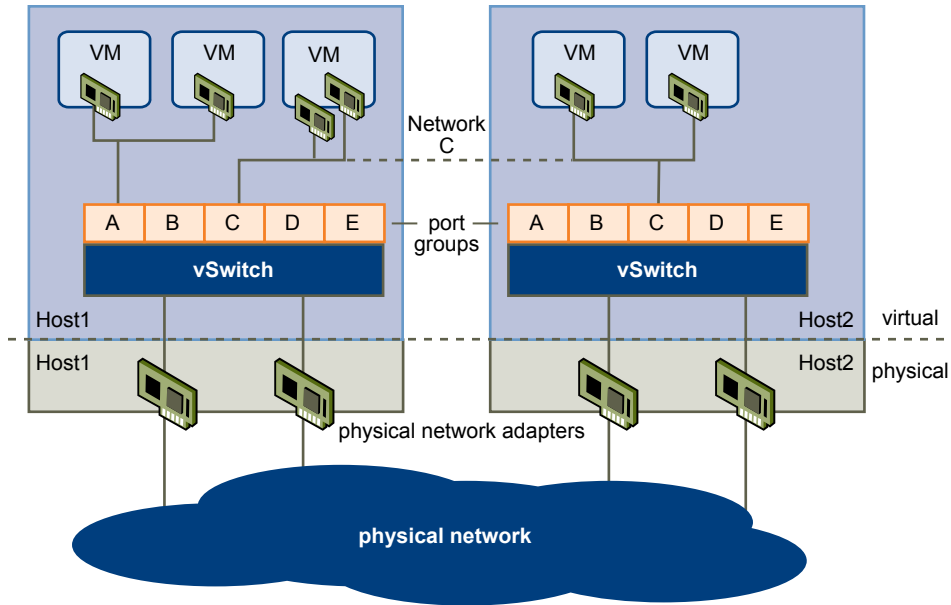 VM VM VM VM VM
Network
C
A B C D E
port
groups
A B C D E
vSwitch
vSwitch
Host1
Host2
virtual
Host1
Host2
physical
physical network adapters
physical network